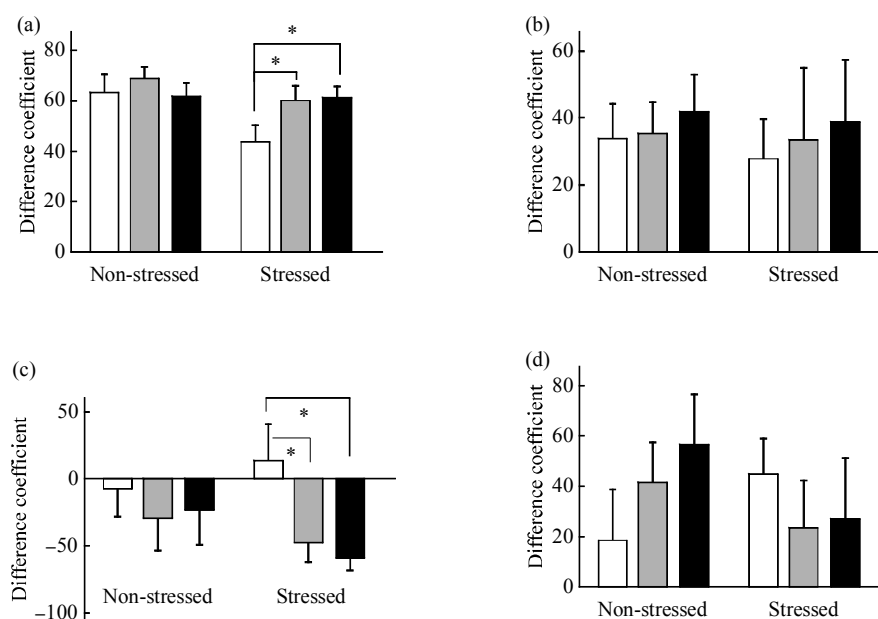 (a)
Difference coefficient
80
60
40
20
0
*
*
Non-stressed
Stressed
(b)
Difference coefficient
60
40
20
0
Non-stressed
Stressed
(c)
Difference coefficient
50
0
−50
−100
*
*
Non-stressed
Stressed
(d)
Difference coefficient
80
60
40
20
0
Non-stressed
Stressed